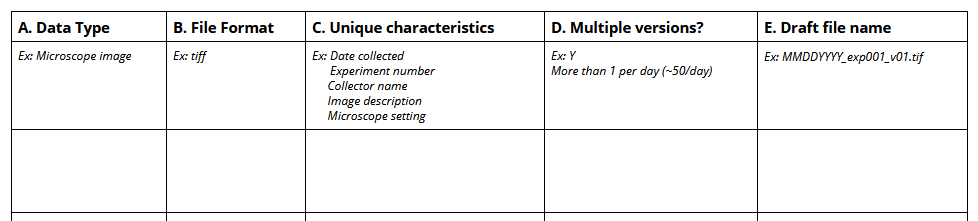 A. Data Type
B. File Format
C. Unique characteristics
D. Multiple versions?
E. Draft file name
Ex: Microscope image
Ex: tiff
Ex: Date collected
Experiment number
Collector name
Image description
Microscope setting
Ex: Y
More than 1 per day (~50/day)
Ex: MMDDYYYY_exp001_v01.tif